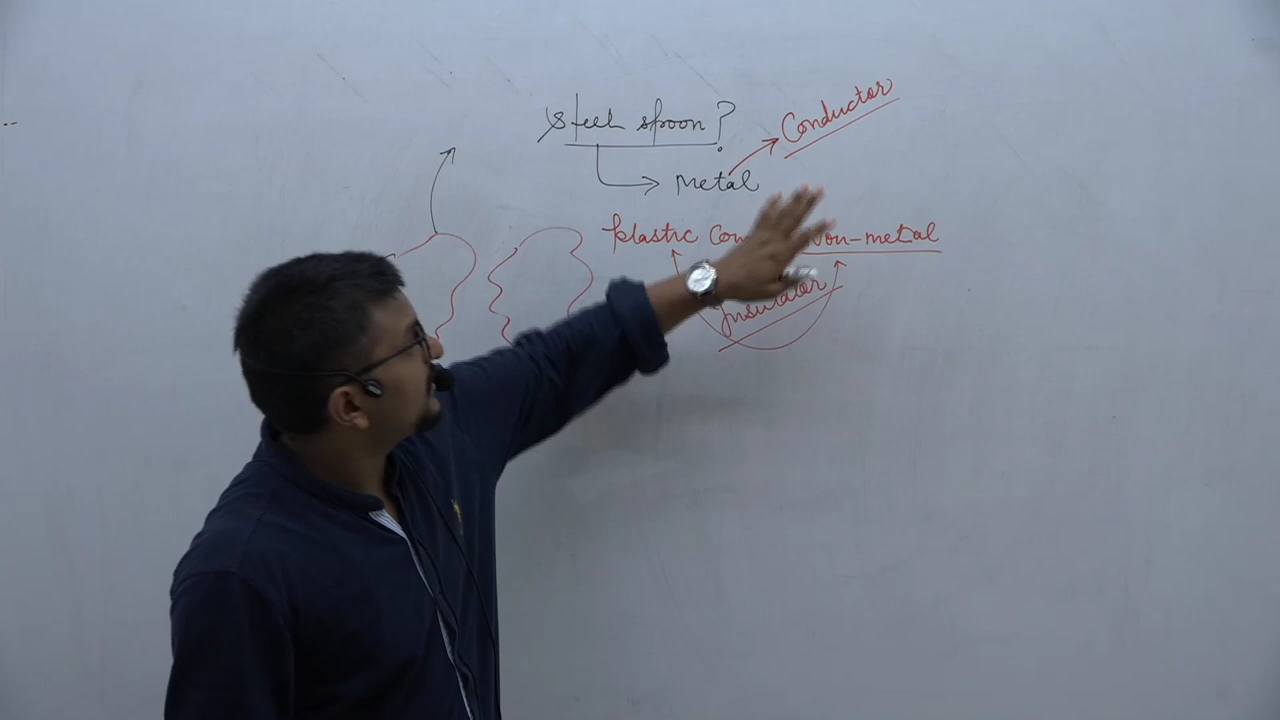 Steel spoon?
Conductor
Metal
Plastic Non-metal
Insulator